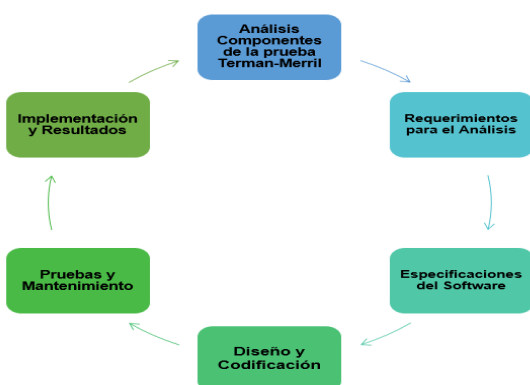 Análisis
Componentes
de la prueba
Terman-Merril
Requerimientos
para el Análisis
Especificaciones
del Software
Diseño y
Codificación
Pruebas y
Mantenimiento
Implementación
y Resultados